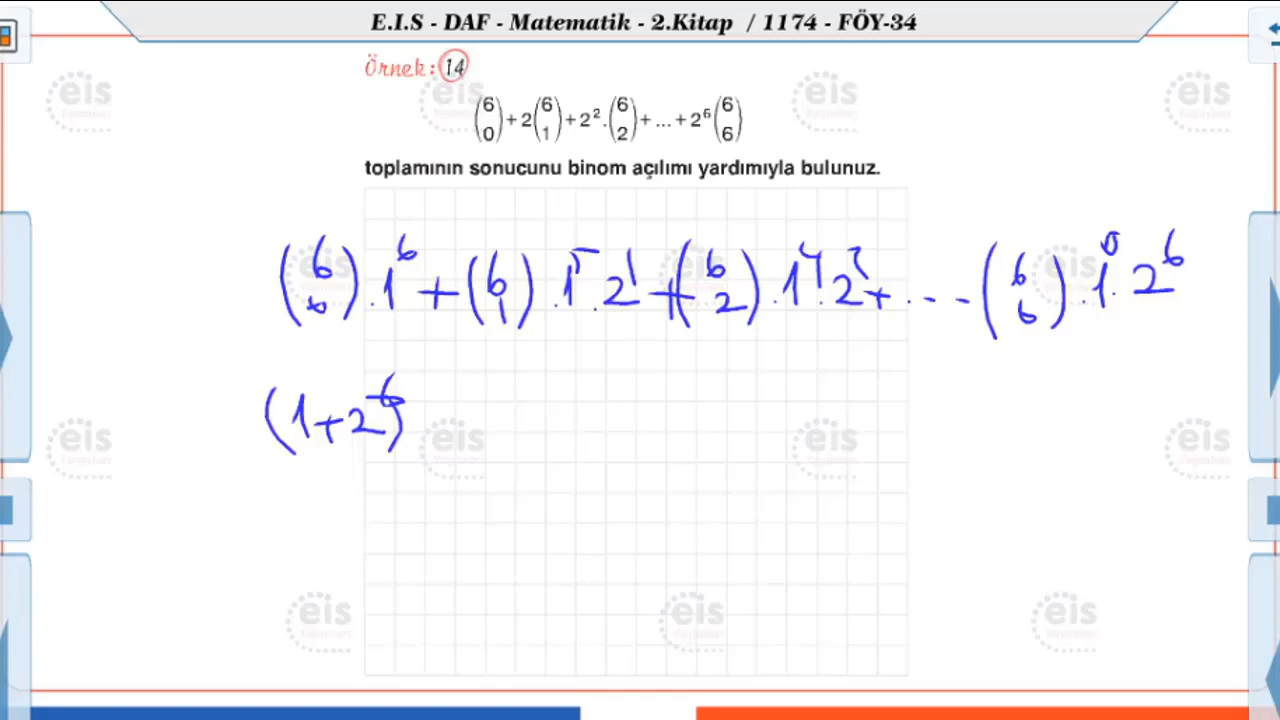 E.I.S - DAF - Matematik - 2.Kitap / 1174 - FÖY-34
Örnek: 14
(6 0) + 2(6 1) + 2².(6 2) + ... + 2⁶(6 6)
toplamının sonucunu binom açılımı yardımıyla bulunuz.
(6 6).1⁶ + (6 1).1⁵.2¹ + (6 2).1⁴.2² + ... (6 6).1⁰.2⁶
(1+2)⁶
eis